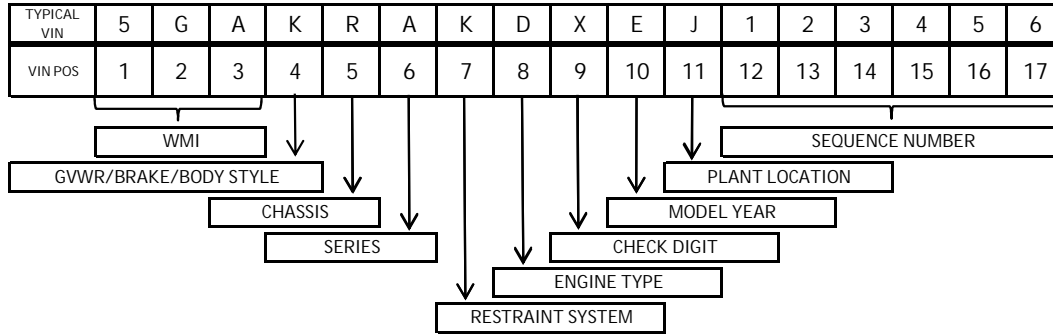 TYPICAL VIN 5 G A K R A K D X E J 1 2 3 4 5 6
VIN POS 1 2 3 4 5 6 7 8 9 10 11 12 13 14 15 16 17
WMI SEQUENCE NUMBER
GVWR/BRAKE/BODY STYLE PLANT LOCATION
CHASSIS MODEL YEAR
SERIES CHECK DIGIT
ENGINE TYPE
RESTRAINT SYSTEM